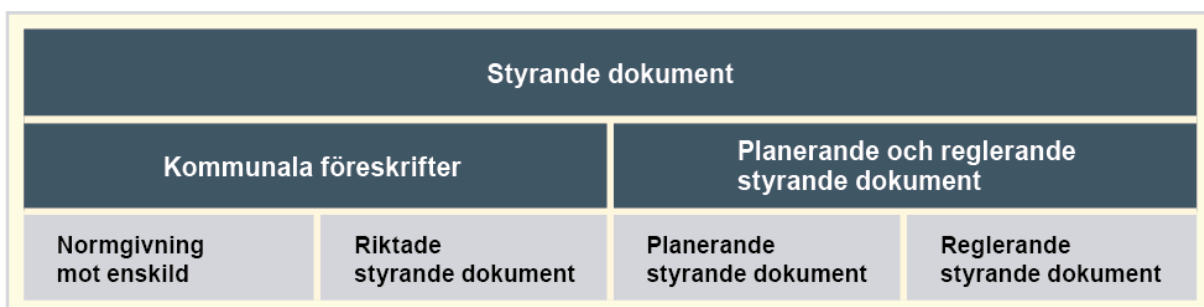 Styrande dokument
Kommunala föreskrifter
Planerande och reglerande
styrande dokument
Normgivning
mot enskild
Riktade
styrande dokument
Planerande
styrande dokument
Reglerande
styrande dokument